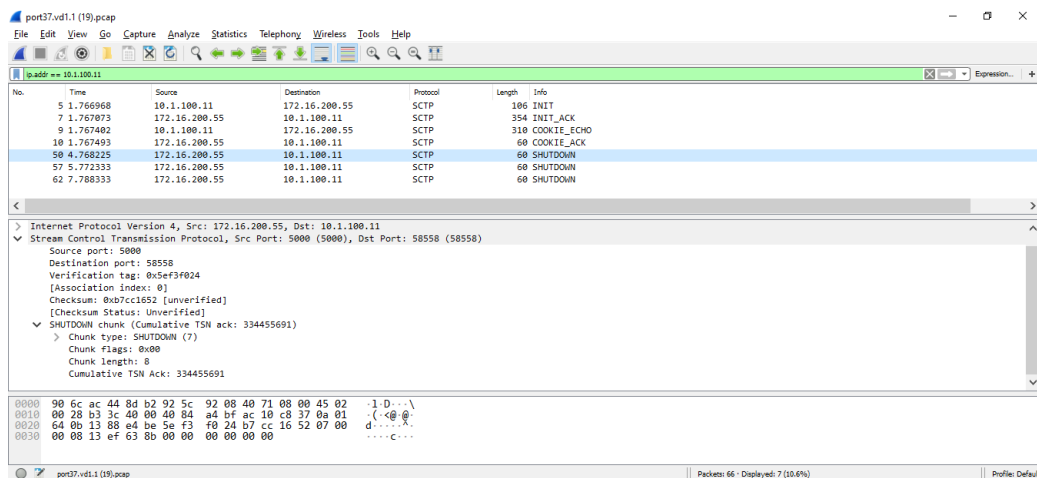 port37.vd1.1 (19).pcap
File Edit View Go Capture Analyze Statistics Telephony Wireless Tools Help
ip.addr == 10.1.100.11 Expression... +
No. Time Source Destination Protocol Length Info
5 1.766968 10.1.100.11 172.16.200.55 SCTP 106 INIT
7 1.767073 172.16.200.55 10.1.100.11 SCTP 354 INIT_ACK
9 1.767402 10.1.100.11 172.16.200.55 SCTP 310 COOKIE_ECHO
10 1.767493 172.16.200.55 10.1.100.11 SCTP 60 COOKIE_ACK
50 4.768225 172.16.200.55 10.1.100.11 SCTP 60 SHUTDOWN
57 5.772333 172.16.200.55 10.1.100.11 SCTP 60 SHUTDOWN
62 7.788333 172.16.200.55 10.1.100.11 SCTP 60 SHUTDOWN
Internet Protocol Version 4, Src: 172.16.200.55, Dst: 10.1.100.11
Stream Control Transmission Protocol, Src Port: 5000 (5000), Dst Port: 58558 (58558)
Source port: 5000
Destination port: 58558
Verification tag: 0x5ef3f024
[Association index: 0]
Checksum: 0xb7cc1652 [unverified]
[Checksum Status: Unverified]
SHUTDOWN chunk (Cumulative TSN ack: 334455691)
Chunk type: SHUTDOWN (7)
Chunk flags: 0x00
Chunk length: 8
Cumulative TSN Ack: 334455691
0000 90 6c ac 44 8d b2 92 5c 92 08 40 71 08 00 45 02 ·l·D···\
0010 00 28 b3 3c 40 00 40 84 a4 bf ac 10 c8 37 0a 01 ·(·<@·@·
0020 64 0b 13 88 e4 be 5e f3 f0 24 b7 cc 16 52 07 00 d·····^·
0030 00 08 13 ef 63 8b 00 00 00 00 00 00 ····c···
port37.vd1.1 (19).pcap Packets: 66 · Displayed: 7 (10.6%) Profile: Defaul